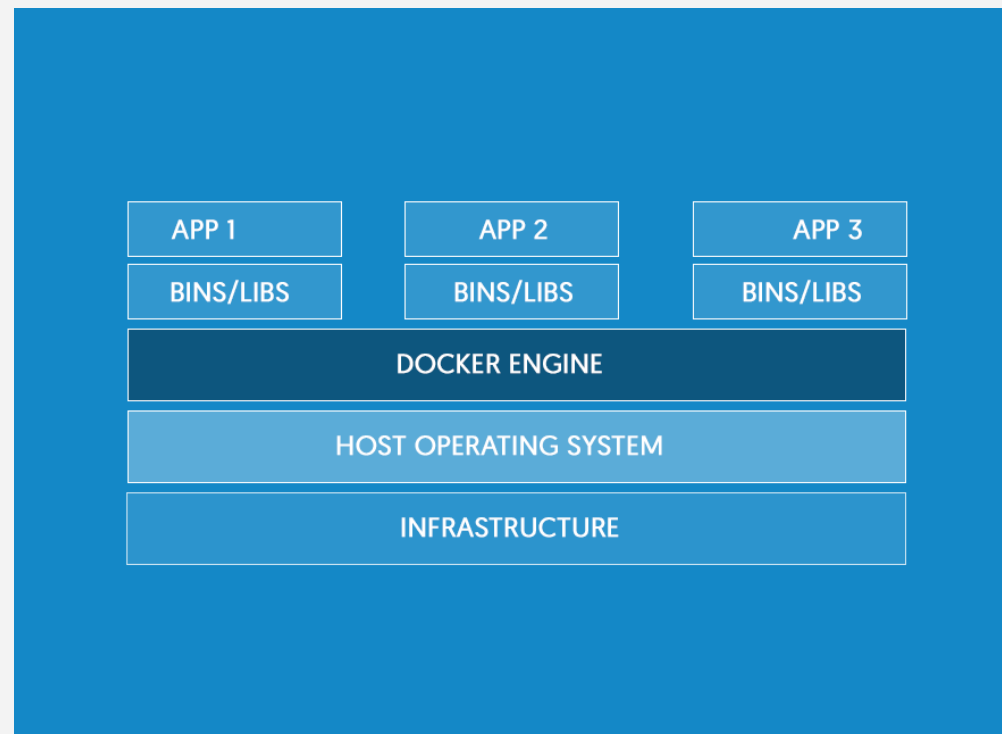 APP 1
APP 2
APP 3
BINS/LIBS
BINS/LIBS
BINS/LIBS
DOCKER ENGINE
HOST OPERATING SYSTEM
INFRASTRUCTURE